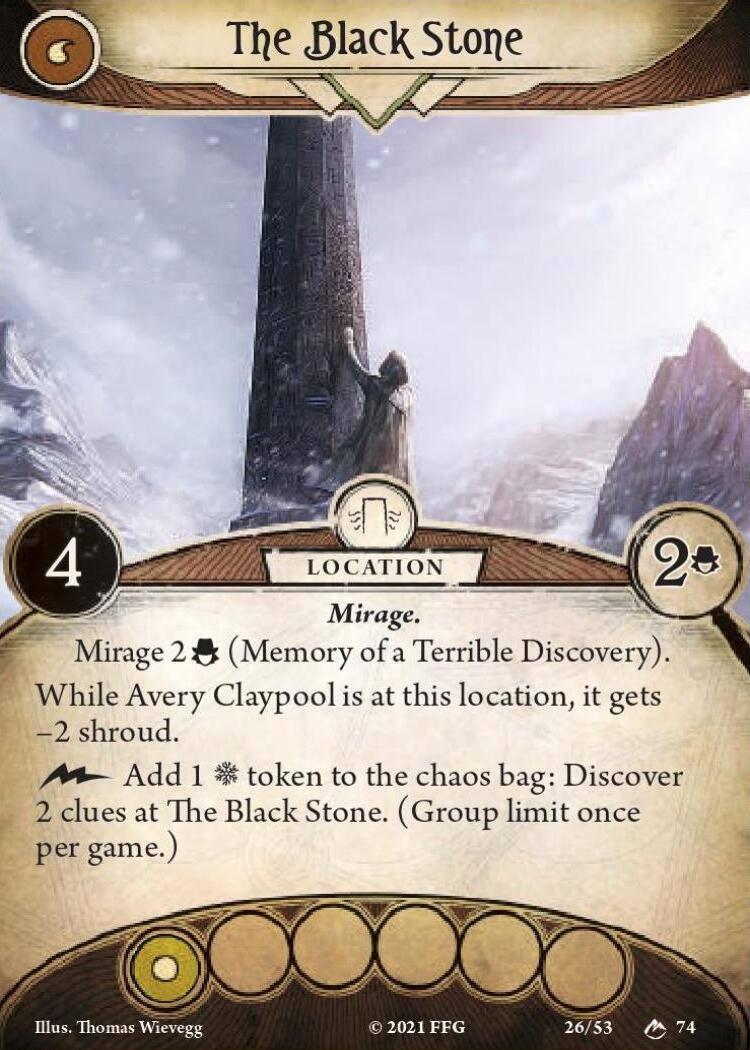 The Black Stone
4
LOCATION
2
Mirage.
Mirage 2 (Memory of a Terrible Discovery).
While Avery Claypool is at this location, it gets
–2 shroud.
Add 1 token to the chaos bag: Discover
2 clues at The Black Stone. (Group limit once
per game.)
Illus. Thomas Wievegg
© 2021 FFG
26/53
74